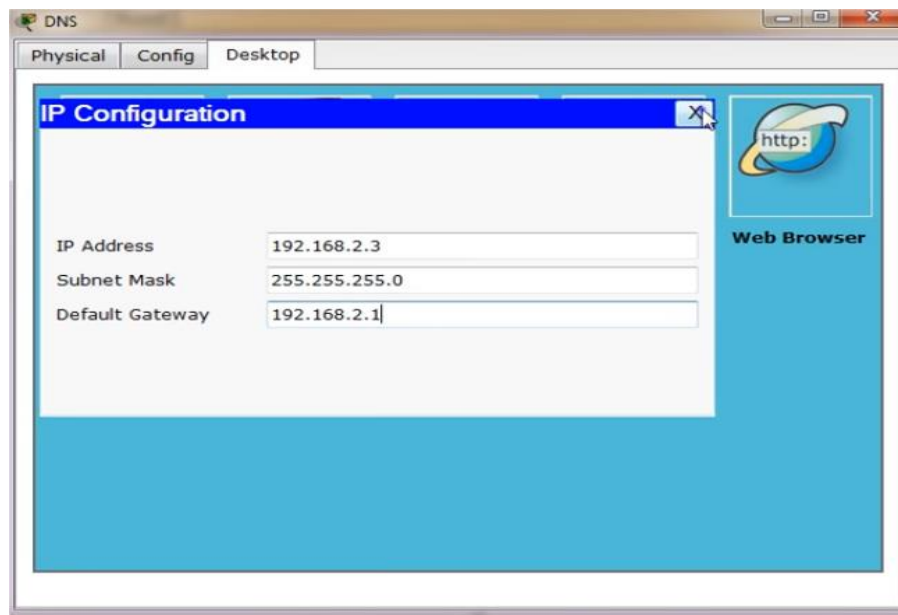 DNS
Physical Config Desktop
IP Configuration
X
http:
Web Browser
IP Address 192.168.2.3
Subnet Mask 255.255.255.0
Default Gateway 192.168.2.1